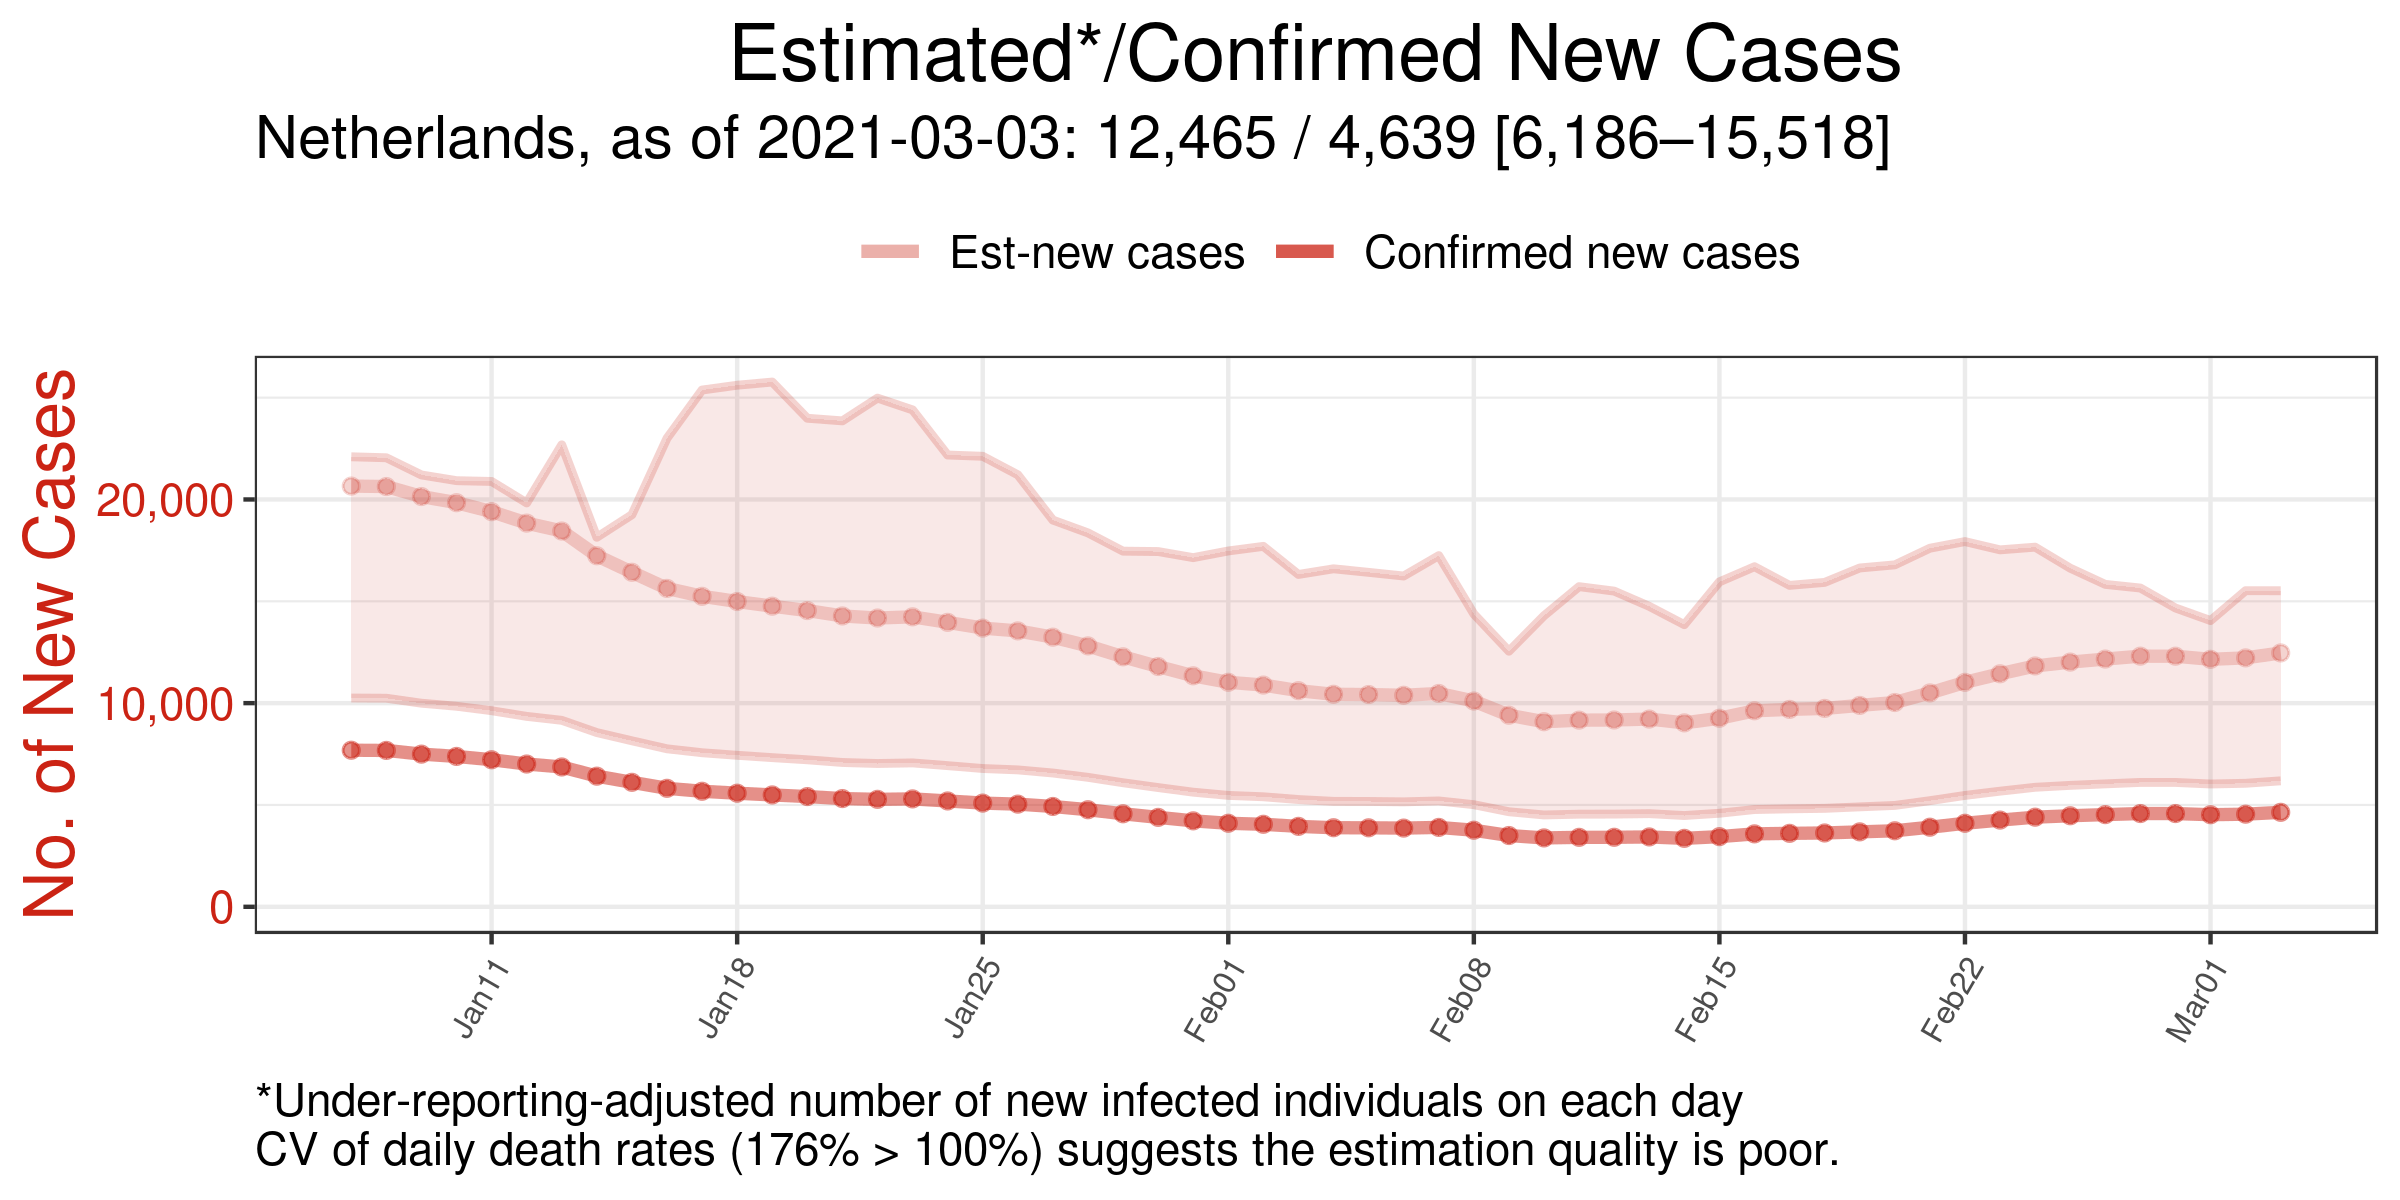 Estimated*/Confirmed New Cases
Netherlands, as of 2021-03-03: 12,465 / 4,639 [6,186–15,518]
Est-new cases
Confirmed new cases
No. of New Cases
20,000
10,000
0
Jan11
Jan18
Jan25
Feb01
Feb08
Feb15
Feb22
Mar01
*Under-reporting-adjusted number of new infected individuals on each day
CV of daily death rates (176% > 100%) suggests the estimation quality is poor.